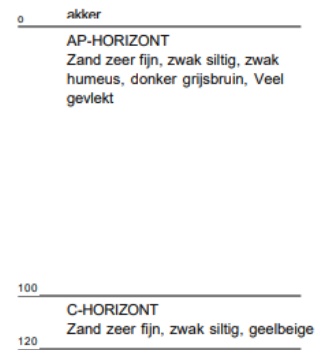 0 akker
AP-HORIZONT
Zand zeer fijn, zwak siltig, zwak
humeus, donker grijsbruin, Veel
gevlekt
100
C-HORIZONT
Zand zeer fijn, zwak siltig, geelbeige
120